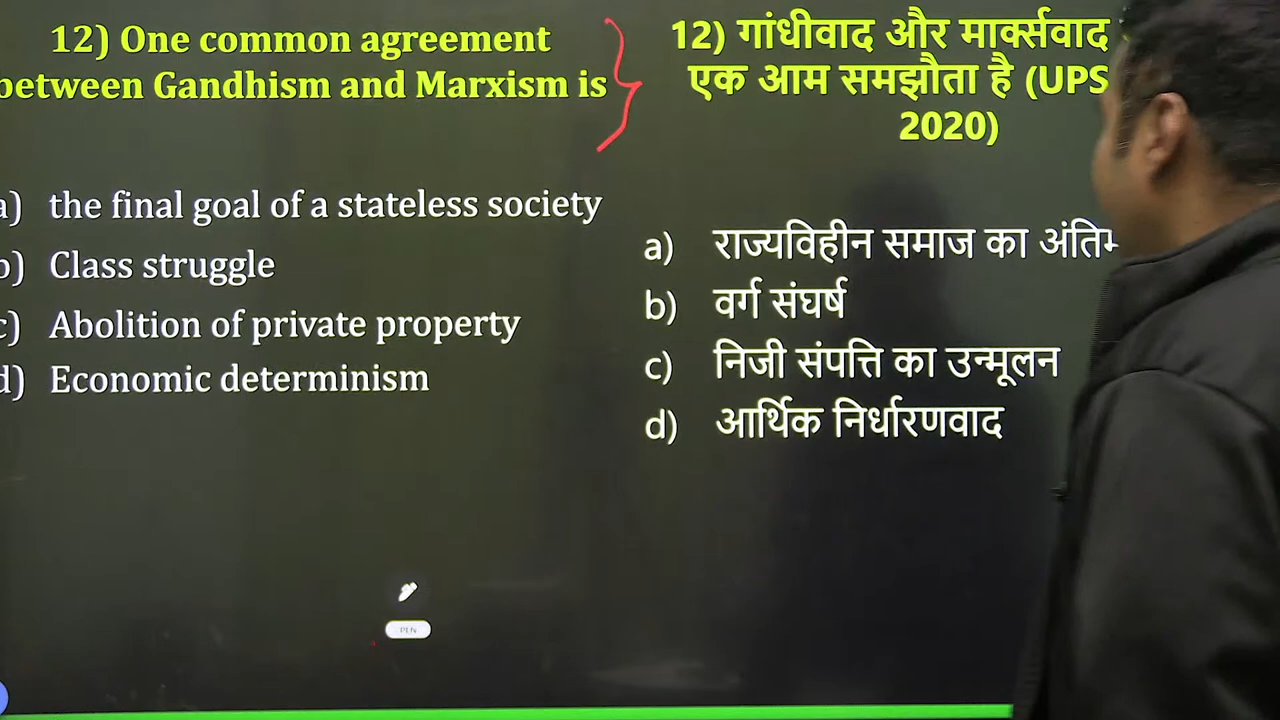 12) One common agreement
between Gandhism and Marxism is
a) the final goal of a stateless society
b) Class struggle
c) Abolition of private property
d) Economic determinism
12) गांधीवाद और मार्क्सवाद
एक आम समझौता है (UPS
2020)
a) राज्यविहीन समाज का
b) वर्ग संघर्ष
c) निजी संपत्ति का उन्मूलन
d) आर्थिक निर्धारणवाद
PEN